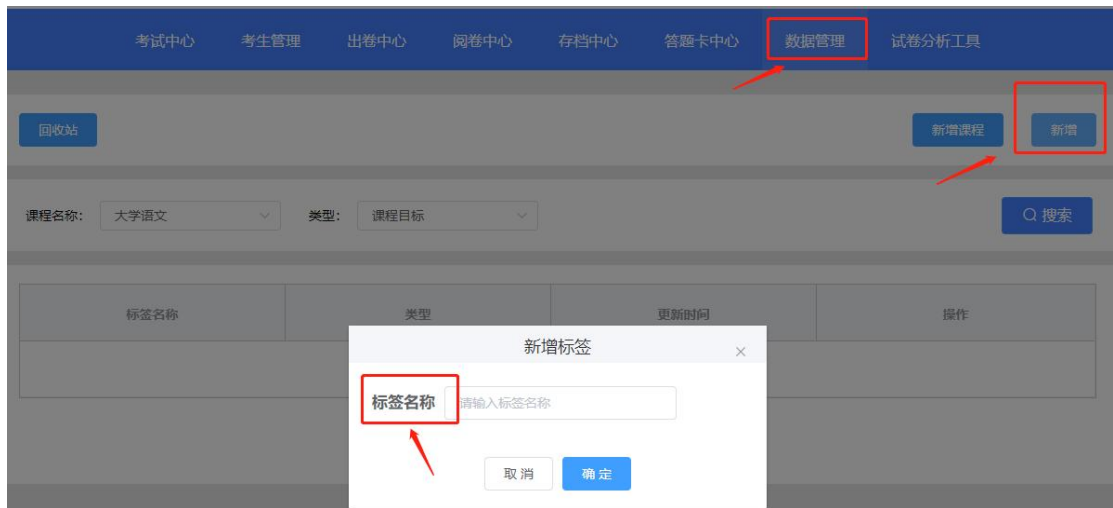 考试中心 考生管理 出卷中心 阅卷中心 存档中心 答题卡中心 数据管理 试卷分析工具
回收站 新增课程 新增
课程名称： 大学语文 类型： 课程目标 搜索
标签名称 类型 更新时间 操作
新增标签
标签名称 请输入标签名称
取消 确定